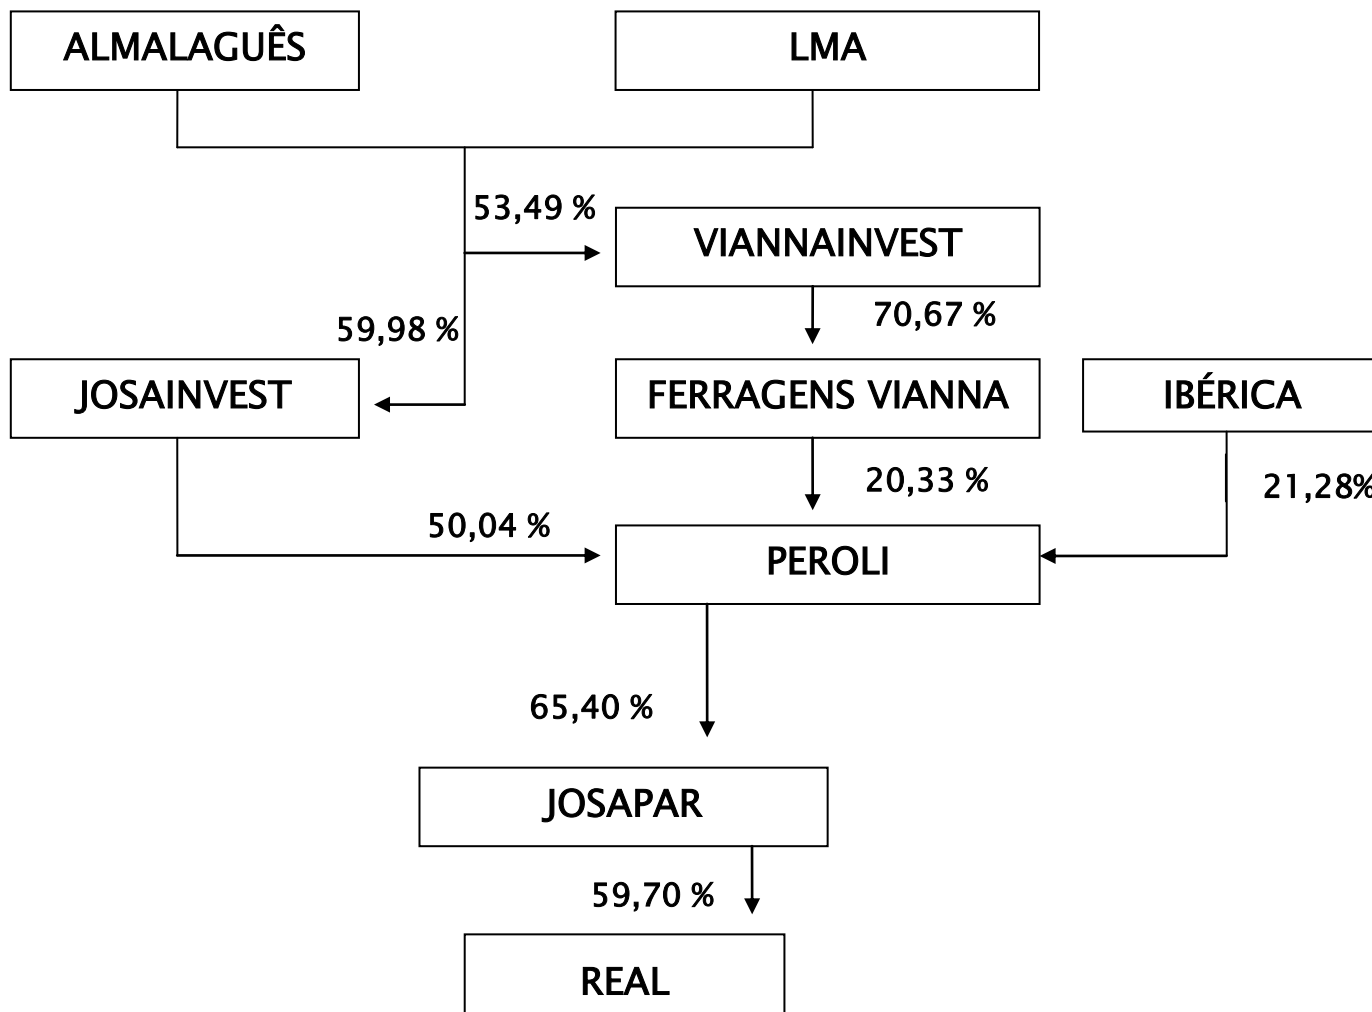 ALMALAGUÊS
LMA
53,49 %
VIANNAINVEST
70,67 %
59,98 %
JOSAINVEST
FERRAGENS VIANNA
IBÉRICA
20,33 %
21,28%
50,04 %
PEROLI
65,40 %
JOSAPAR
59,70 %
REAL